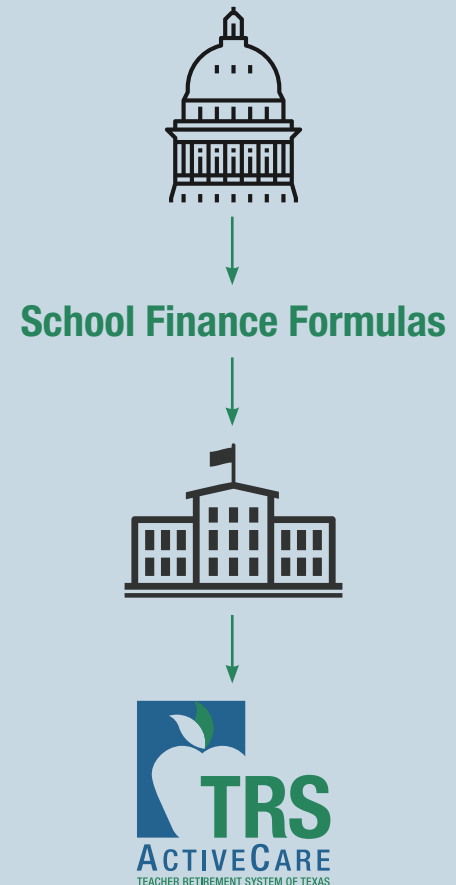 School Finance Formulas
TRS
ACTIVECARE
TEACHER RETIREMENT SYSTEM OF TEXAS